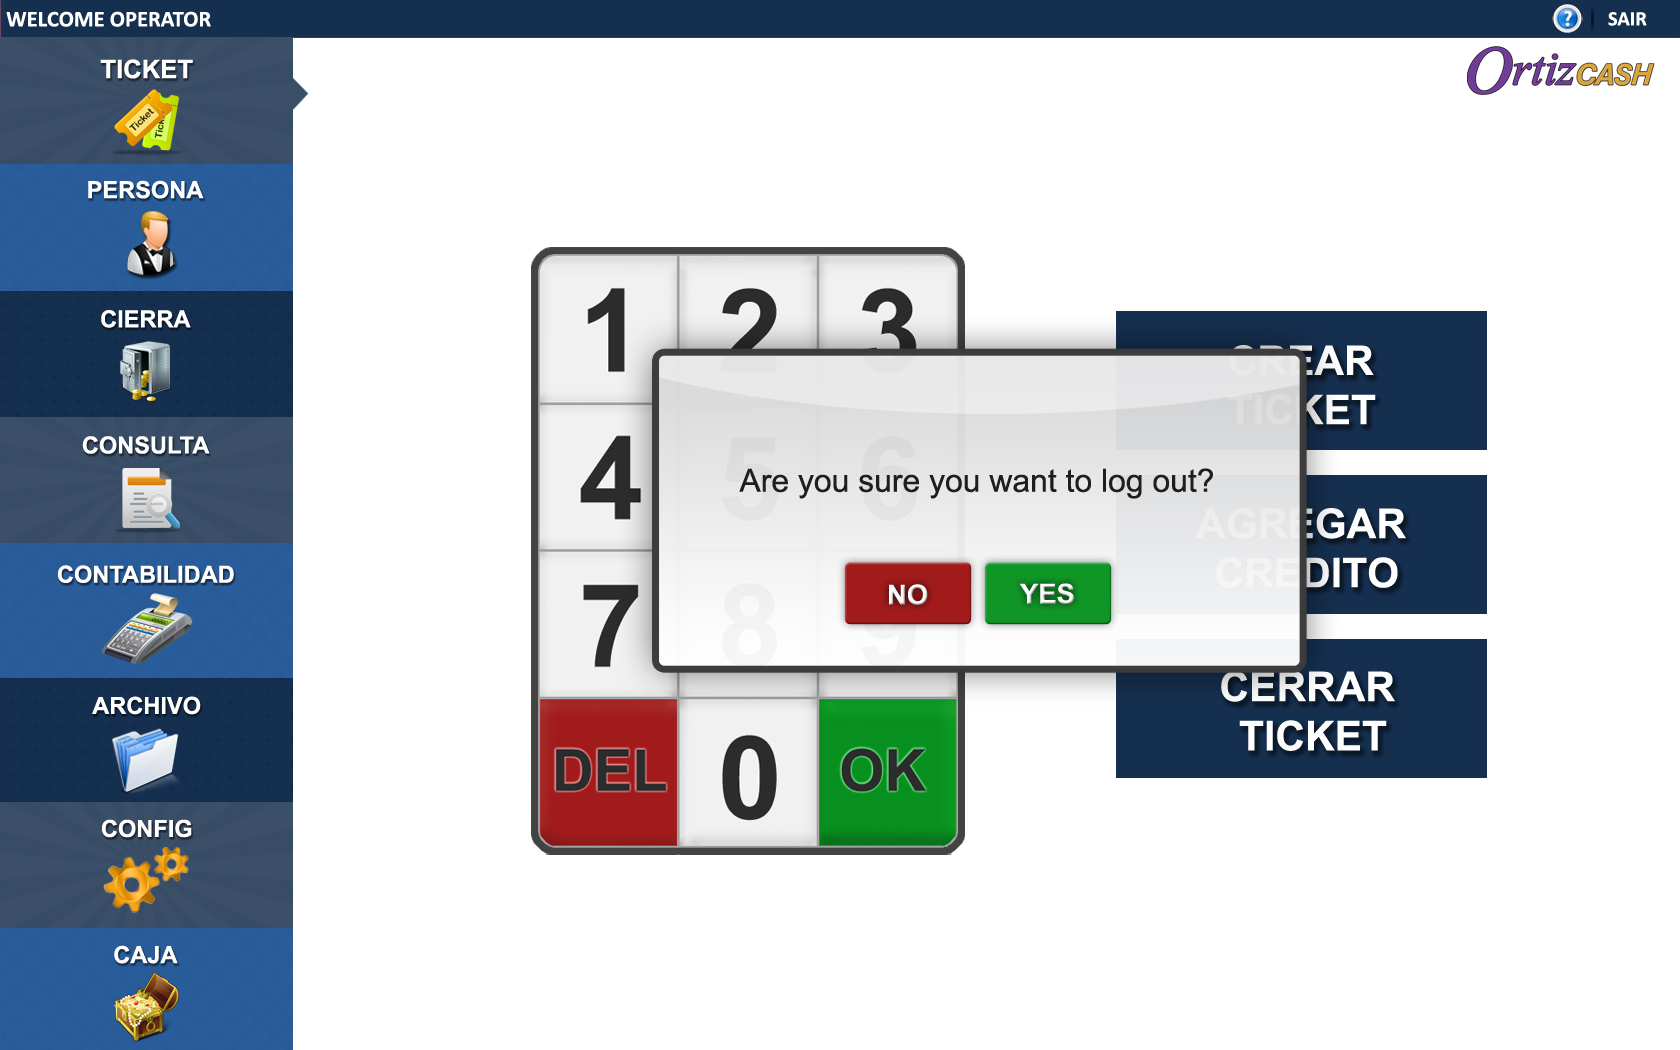 WELCOME OPERATOR
? SAIR
OrtizCASH
TICKET
Ticket
PERSONA
CIERRA
CONSULTA
CONTABILIDAD
ARCHIVO
CONFIG
CAJA
1 2 3
4 5 6
7 8 9
DEL 0 OK
Are you sure you want to log out?
NO YES
CREAR
TICKET
AGREGAR
CREDITO
CERRAR
TICKET